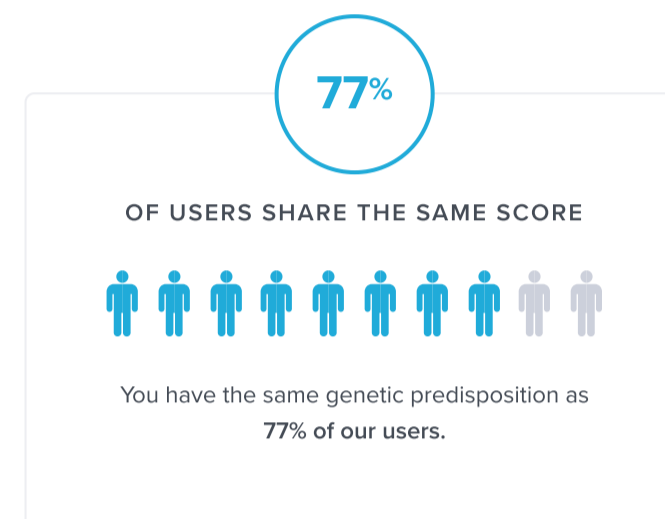 77%
OF USERS SHARE THE SAME SCORE
You have the same genetic predisposition as
77% of our users.